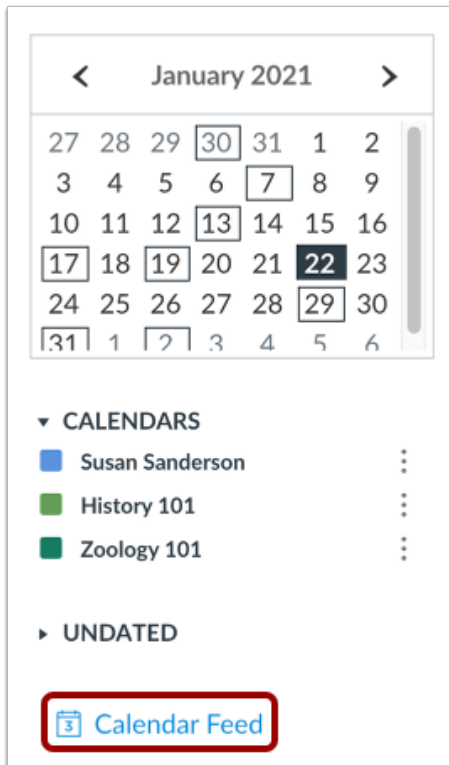 January 2021
27 28 29 30 31 1 2
3 4 5 6 7 8 9
10 11 12 13 14 15 16
17 18 19 20 21 22 23
24 25 26 27 28 29 30
31 1 2 3 4 5 6
CALENDARS
Susan Sanderson
History 101
Zoology 101
UNDATED
3 Calendar Feed